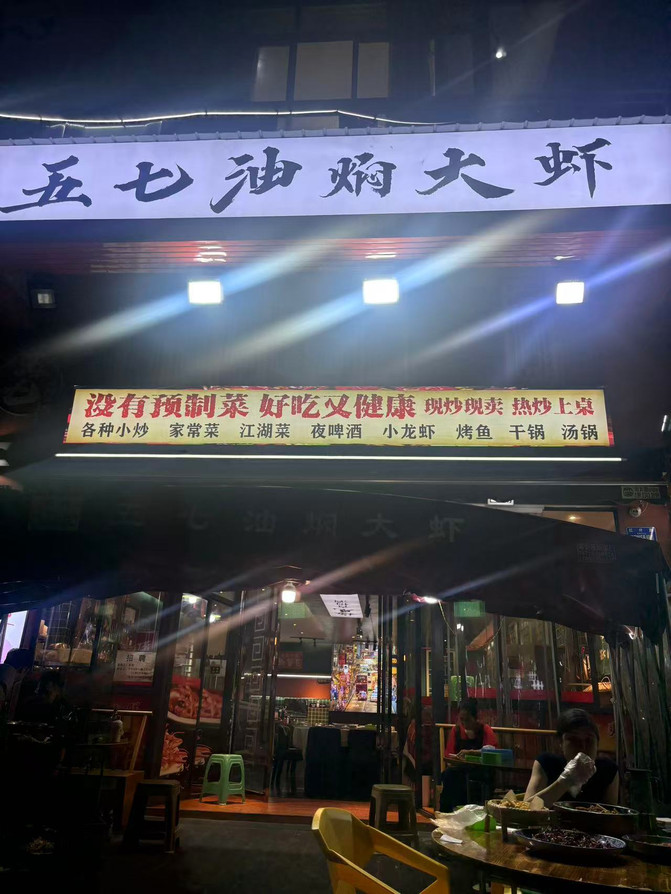 五七油焖大虾
没有预制菜 好吃又健康 现炒现卖 热炒上桌
各种小炒 家常菜 江湖菜 夜啤酒 小龙虾 烤鱼 干锅 汤锅
五七油焖大虾
招聘